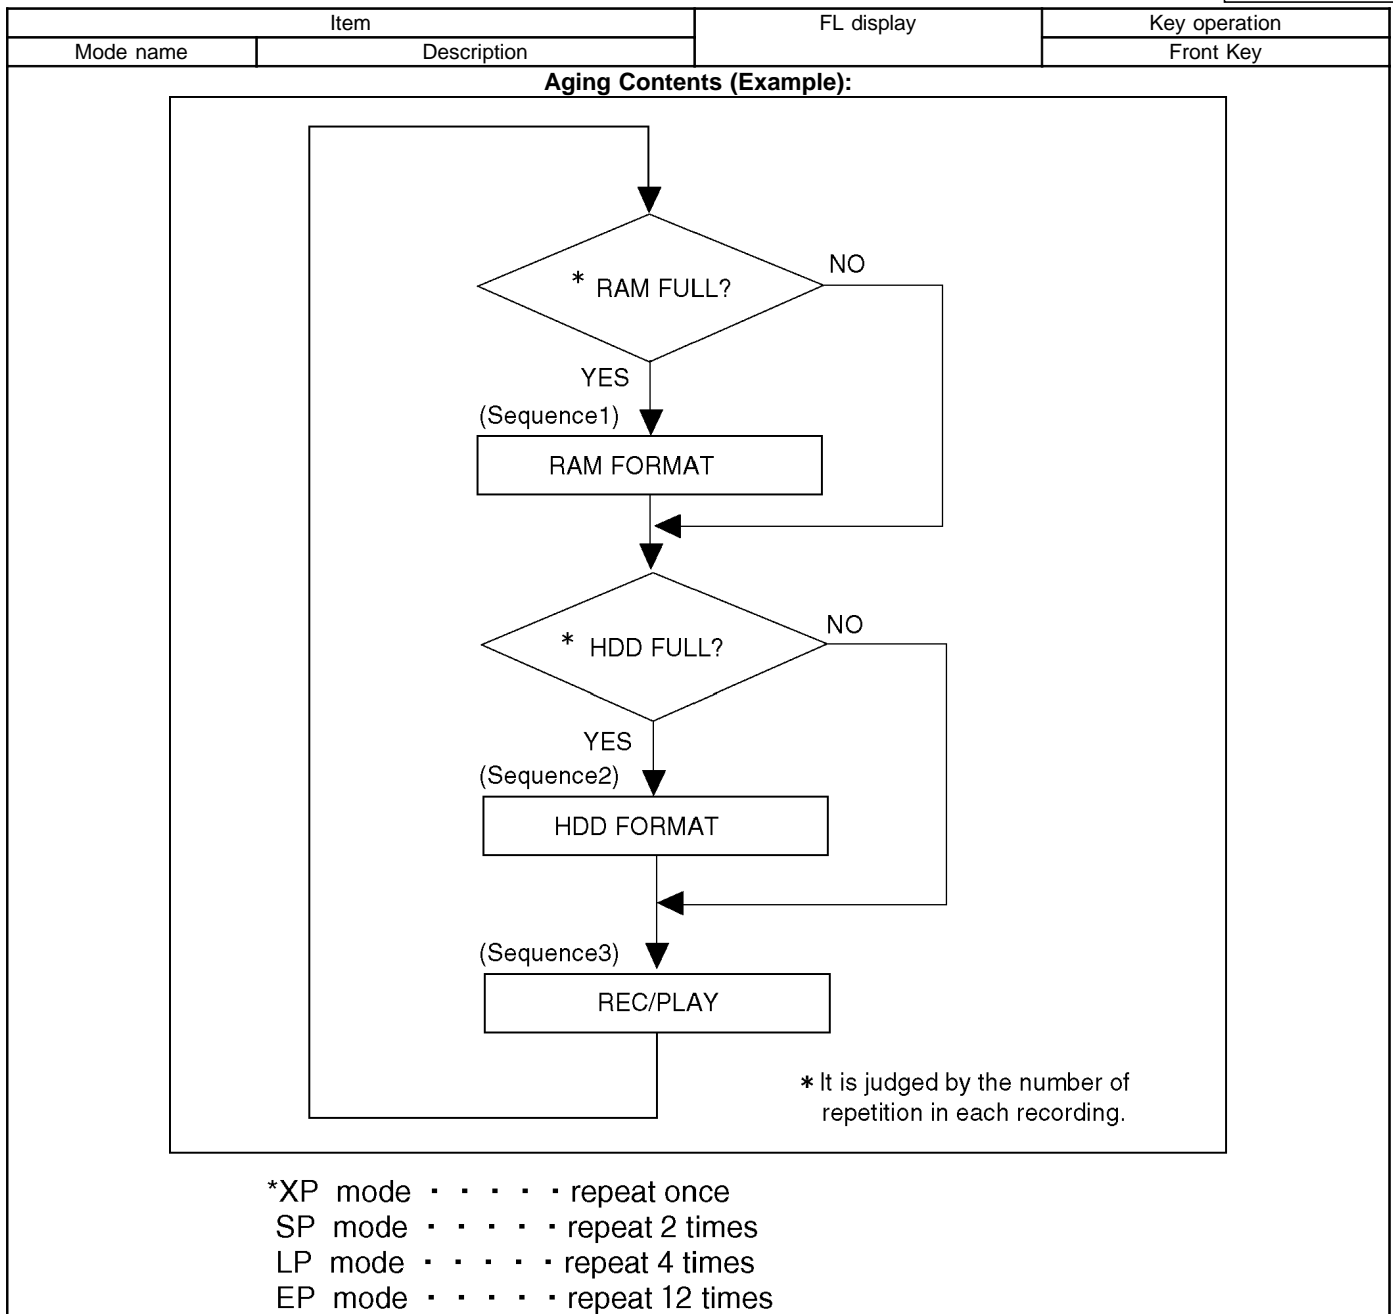 Item FL display Key operation
Mode name Description Front Key
Aging Contents (Example):
* RAM FULL?
NO
YES
(Sequence1)
RAM FORMAT
* HDD FULL?
NO
YES
(Sequence2)
HDD FORMAT
(Sequence3)
REC/PLAY
* It is judged by the number of
repetition in each recording.
*XP mode ・・・・・ repeat once
SP mode ・・・・・ repeat 2 times
LP mode ・・・・・ repeat 4 times
EP mode ・・・・・ repeat 12 times